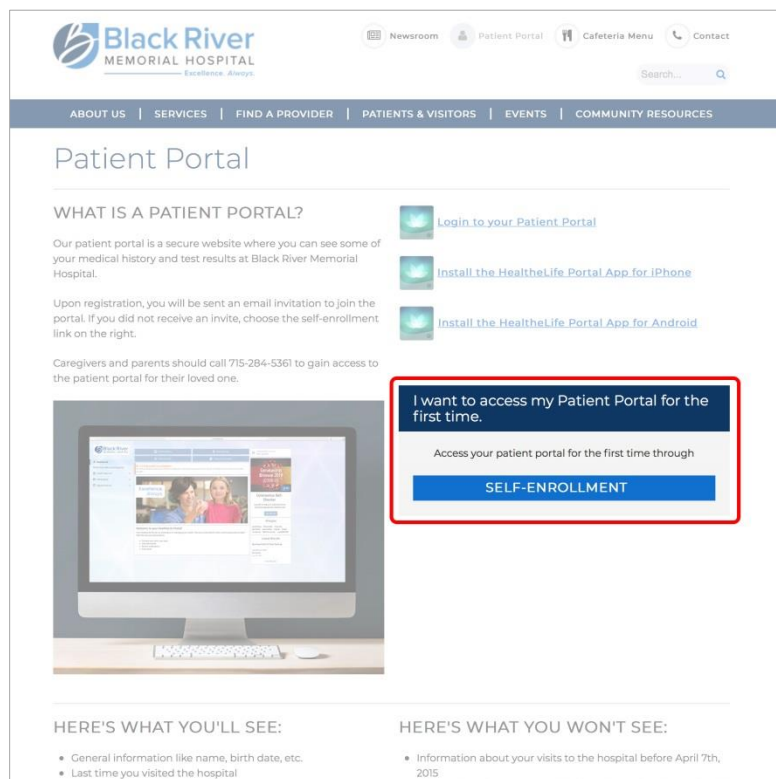 Black River
MEMORIAL HOSPITAL
Excellence. Always.
Newsroom
Patient Portal
Cafeteria Menu
Contact
Search...
ABOUT US | SERVICES | FIND A PROVIDER | PATIENTS & VISITORS | EVENTS | COMMUNITY RESOURCES
Patient Portal
WHAT IS A PATIENT PORTAL?
Our patient portal is a secure website where you can see some of
your medical history and test results at Black River Memorial
Hospital.
Upon registration, you will be sent an email invitation to join the
portal. If you did not receive an invite, choose the self-enrollment
link on the right.
Caregivers and parents should call 715-284-5361 to gain access to
the patient portal for their loved one.
Login to your Patient Portal
Install the HealtheLife Portal App for iPhone
Install the HealtheLife Portal App for Android
I want to access my Patient Portal for the
first time.
Access your patient portal for the first time through
SELF-ENROLLMENT
Black River
HERE'S WHAT YOU'LL SEE:
• General information like name, birth date, etc.
• Last time you visited the hospital
HERE'S WHAT YOU WON'T SEE:
• Information about your visits to the hospital before April 7th,
2015